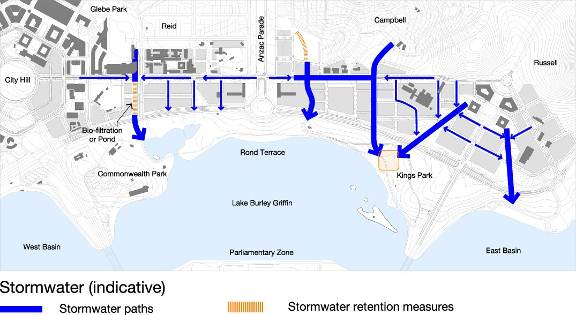 Glebe Park
Reid
Anzac Parade
Campbell
Russell
City Hill
Bio-filtration
or Pond
Rond Terrace
Commonwealth Park
Kings Park
Lake Burley Griffin
West Basin
Parliamentary Zone
East Basin
Stormwater (indicative)
Stormwater paths
Stormwater retention measures